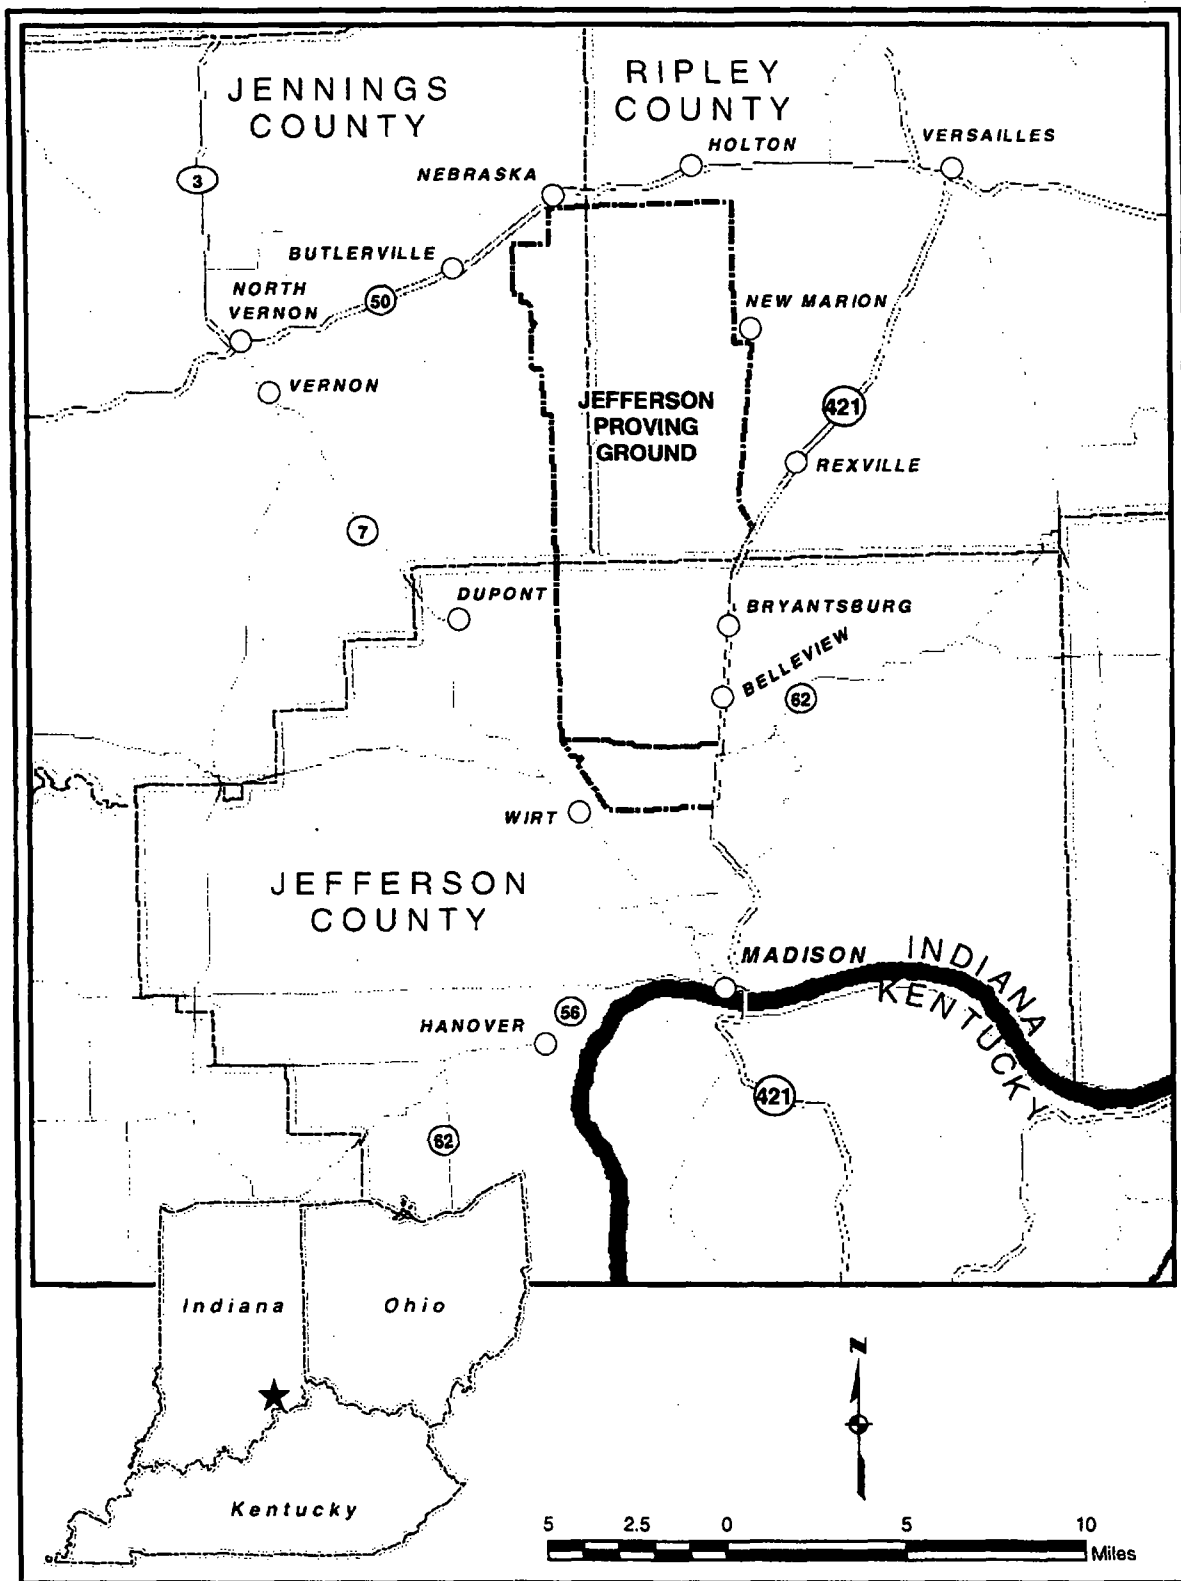 JENNINGS
COUNTY
RIPLEY
COUNTY
VERSAILLES
HOLTON
NEBRASKA
3
BUTLERVILLE
NORTH
VERNON
50
NEW MARION
VERNON
JEFFERSON
PROVING
GROUND
421
REXVILLE
7
DUPONT
BRYANTSBURG
BELLEVIEW
62
WIRT
JEFFERSON
COUNTY
MADISON
INDIANA
KENTUCKY
HANOVER
56
421
62
Indiana
Ohio
Kentucky
N
5 2.5 0 5 10
Miles